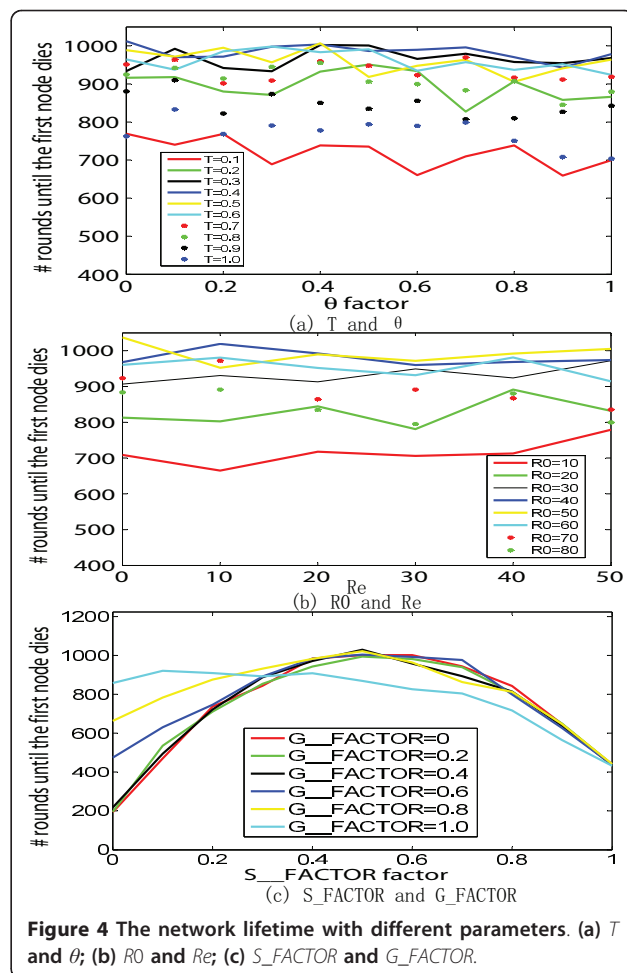 # rounds until the first node dies
1000
900
800
700
600
500
400
T=0.1
T=0.2
T=0.3
T=0.4
T=0.5
T=0.6
T=0.7
T=0.8
T=0.9
T=1.0
0 0.2 0.4 0.6 0.8 1
θ factor
(a) T and θ
# rounds until the first node dies
1000
900
800
700
600
500
400
R0=10
R0=20
R0=30
R0=40
R0=50
R0=60
R0=70
R0=80
0 10 20 30 40 50
Re
(b) R0 and Re
# rounds until the first node dies
1200
1000
800
600
400
200
0
G__FACTOR=0
G__FACTOR=0.2
G__FACTOR=0.4
G__FACTOR=0.6
G__FACTOR=0.8
G__FACTOR=1.0
0 0.2 0.4 0.6 0.8 1
S__FACTOR factor
(c) S_FACTOR and G_FACTOR
Figure 4 The network lifetime with different parameters. (a) T
and θ; (b) R0 and Re; (c) S_FACTOR and G_FACTOR.